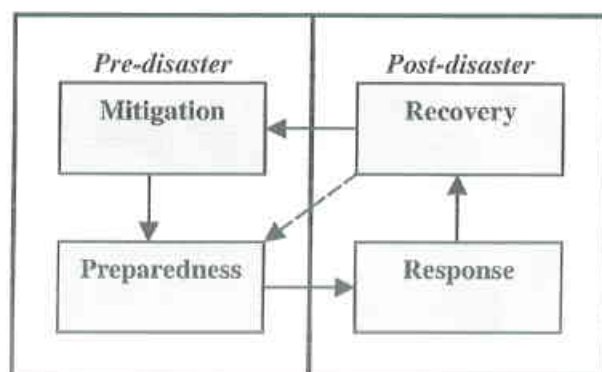 Pre-disaster
Post-disaster
Mitigation
Recovery
Preparedness
Response